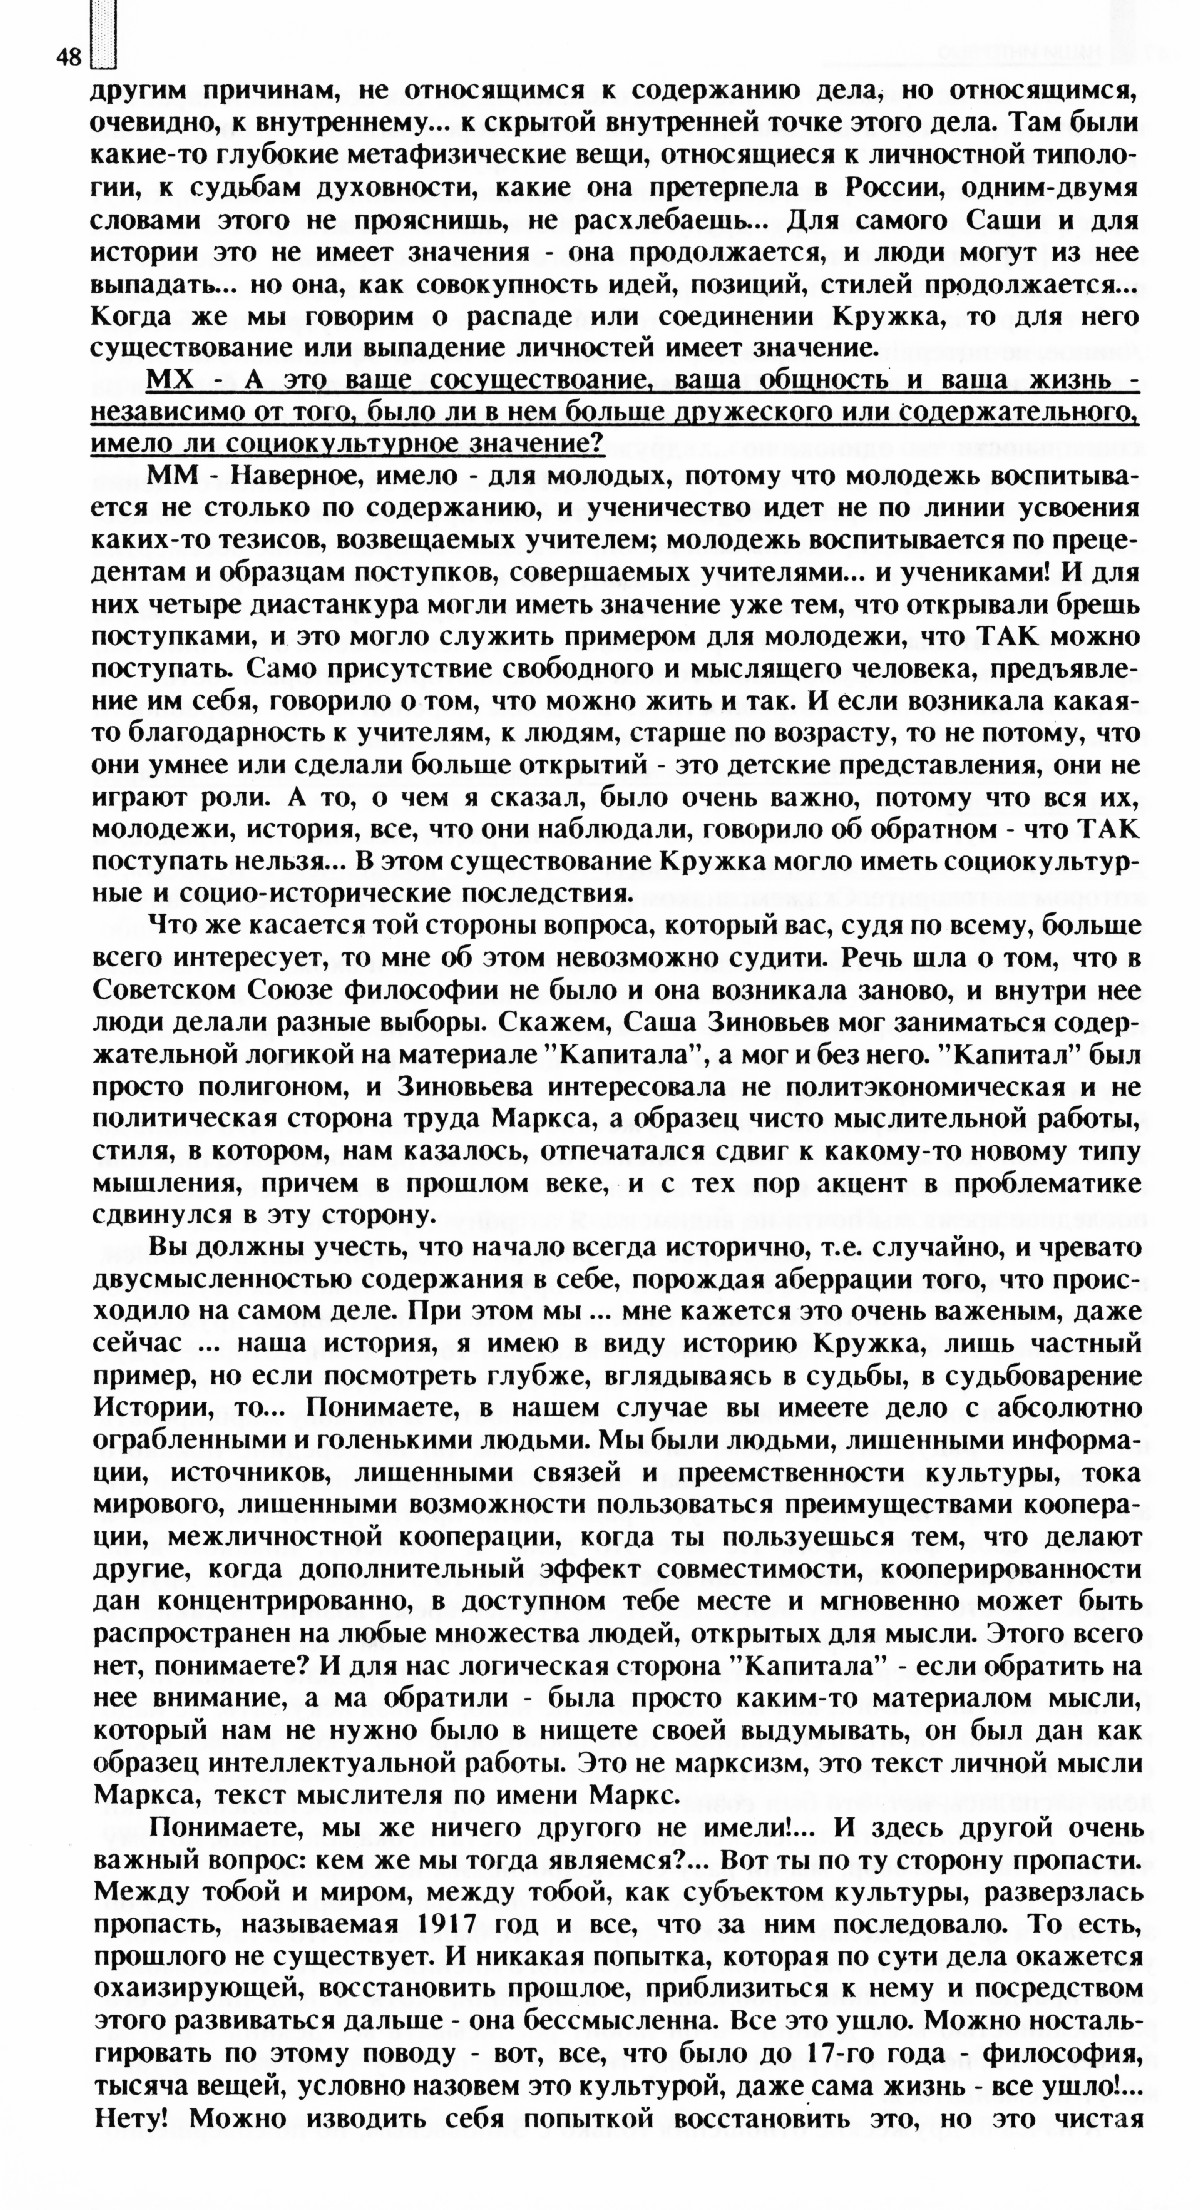 48
другим причинам, не относящимся к содержанию дела, но относящимся,
очевидно, к внутреннему... к скрытой внутренней точке этого дела. Там были
какие-то глубокие метафизические вещи, относящиеся к личностной типоло-
гии, к судьбам духовности, какие она претерпела в России, одним-двумя
словами этого не прояснишь, не расхлебаешь... Для самого Саши и для
истории это не имеет значения - она продолжается, и люди могут из нее
выпадать... но она, как совокупность идей, позиций, стилей продолжается...
Когда же мы говорим о распаде или соединении Кружка, то для него
существование или выпадение личностей имеет значение.
МХ - А это ваше сосуществоание, ваша общность и ваша жизнь -
независимо от того, было ли в нем больше дружеского или содержательного,
имело ли социокультурное значение?
ММ - Наверное, имело - для молодых, потому что молодежь воспитыва-
ется не столько по содержанию, и ученичество идет не по линии усвоения
каких-то тезисов, возвещаемых учителем; молодежь воспитывается по преце-
дентам и образцам поступков, совершаемых учителями... и учениками! И для
них четыре диастанкура могли иметь значение уже тем, что открывали брешь
поступками, и это могло служить примером для молодежи, что ТАК можно
поступать. Само присутствие свободного и мыслящего человека, предъявле-
ние им себя, говорило о том, что можно жить и так. И если возникала какая-
то благодарность к учителям, к людям, старше по возрасту, то не потому, что
они умнее или сделали больше открытий - это детские представления, они не
играют роли. А то, о чем я сказал, было очень важно, потому что вся их,
молодежи, история, все, что они наблюдали, говорило об обратном - что ТАК
поступать нельзя... В этом существование Кружка могло иметь социокультур-
ные и социо-исторические последствия.
Что же касается той стороны вопроса, который вас, судя по всему, больше
всего интересует, то мне об этом невозможно судити. Речь шла о том, что в
Советском Союзе философии не было и она возникала заново, и внутри нее
люди делали разные выборы. Скажем, Саша Зиновьев мог заниматься содер-
жательной логикой на материале ”Капитала”, а мог и без него. ”Капитал” был
просто полигоном, и Зиновьева интересовала не политэкономическая и не
политическая сторона труда Маркса, а образец чисто мыслительной работы,
стиля, в котором, нам казалось, отпечатался сдвиг к какому-то новому типу
мышления, причем в прошлом веке, и с тех пор акцент в проблематике
сдвинулся в эту сторону.
Вы должны учесть, что начало всегда исторично, т.е. случайно, и чревато
двусмысленностью содержания в себе, порождая аберрации того, что проис-
ходило на самом деле. При этом мы ... мне кажется это очень важеным, даже
сейчас ... наша история, я имею в виду историю Кружка, лишь частный
пример, но если посмотреть глубже, вглядываясь в судьбы, в судьбоварение
Истории, то... Понимаете, в нашем случае вы имеете дело с абсолютно
ограбленными и голенькими людьми. Мы были людьми, лишенными информа-
ции, источников, лишенными связей и преемственности культуры, тока
мирового, лишенными возможности пользоваться преимуществами коопера-
ции, межличностной кооперации, когда ты пользуешься тем, что делают
другие, когда дополнительный эффект совместимости, кооперированности
дан концентрированно, в доступном тебе месте и мгновенно может быть
распространен на любые множества людей, открытых для мысли. Этого всего
нет, понимаете? И для нас логическая сторона ”Капитала” - если обратить на
нее внимание, а ма обратили - была просто каким-то материалом мысли,
который нам не нужно было в нищете своей выдумывать, он был дан как
образец интеллектуальной работы. Это не марксизм, это текст личной мысли
Маркса, текст мыслителя по имени Маркс.
Понимаете, мы же ничего другого не имели!... И здесь другой очень
важный вопрос: кем же мы тогда являемся?... Вот ты по ту сторону пропасти.
Между тобой и миром, между тобой, как субъектом культуры, разверзлась
пропасть, называемая 1917 год и все, что за ним последовало. То есть,
прошлого не существует. И никакая попытка, которая по сути дела окажется
охаизирующей, восстановить прошлое, приблизиться к нему и посредством
этого развиваться дальше - она бессмысленна. Все это ушло. Можно носталь-
гировать по этому поводу - вот, все, что было до 17-го года - философия,
тысяча вещей, условно назовем это культурой, даже сама жизнь - все ушло!...
Нету! Можно изводить себя попыткой восстановить это, но это чистая